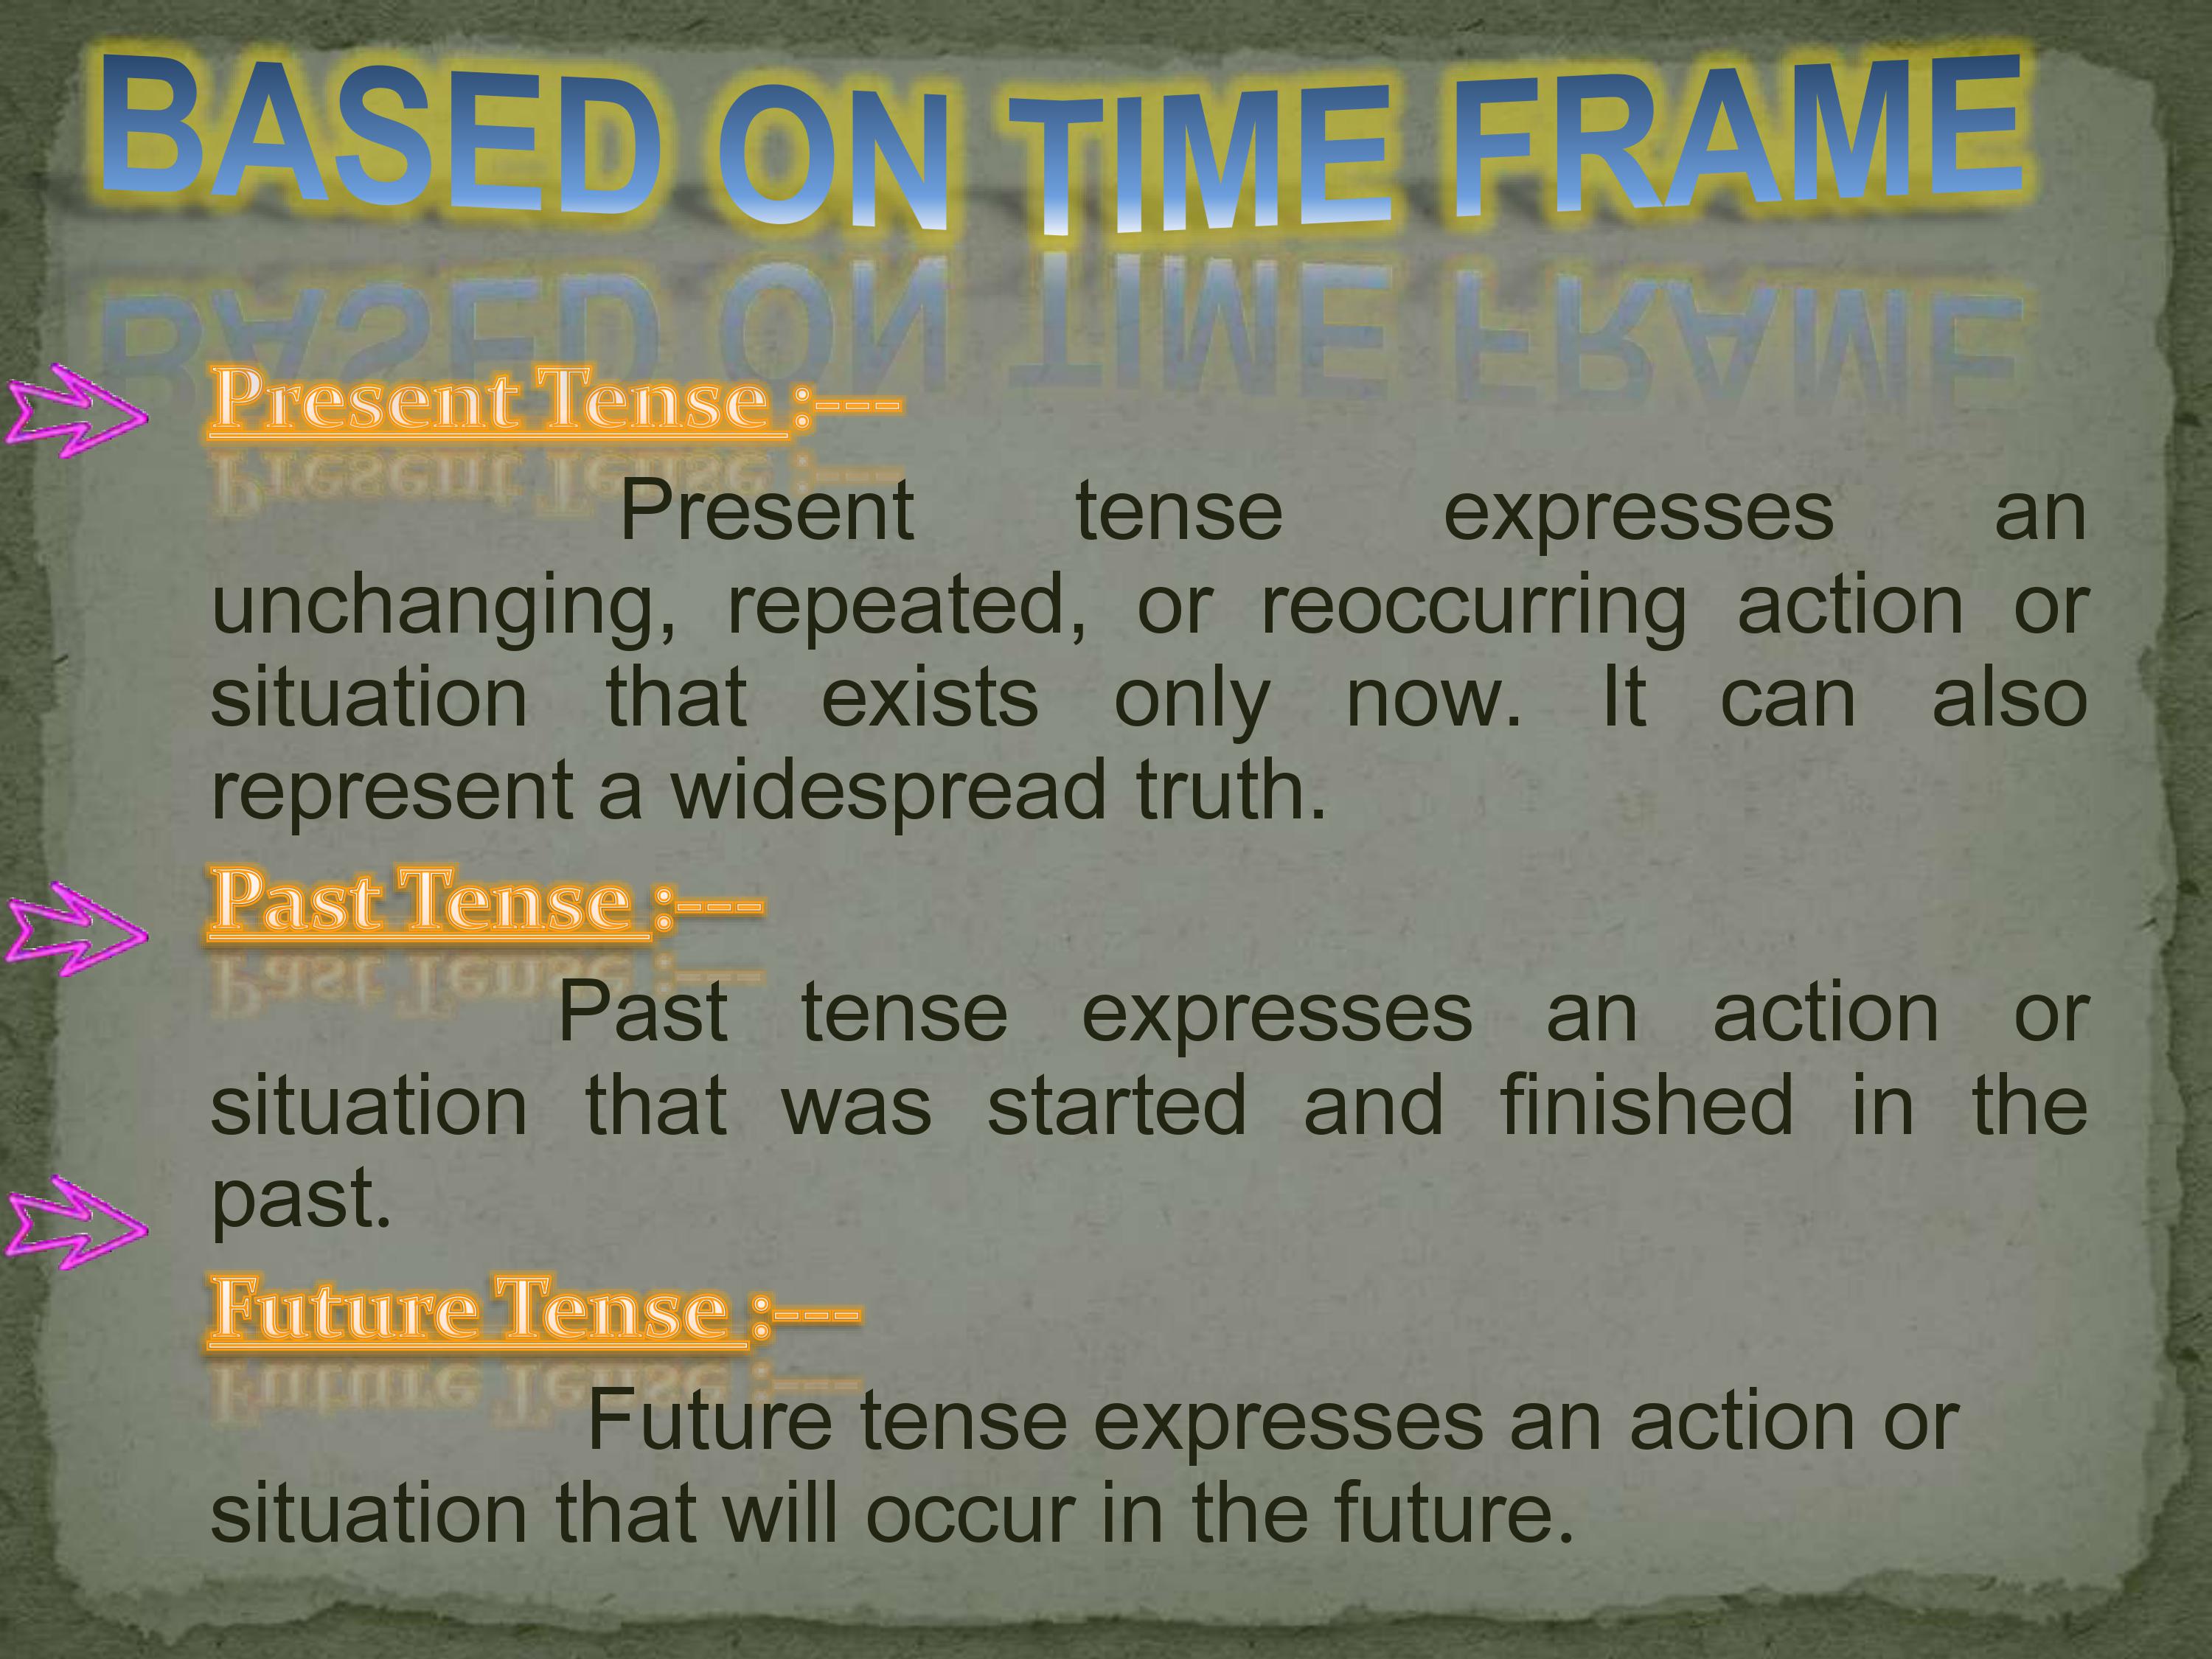 BASED ON TIME FRAME
Present Tense :---
Present tense expresses an
unchanging, repeated, or reoccurring action or
situation that exists only now. It can also
represent a widespread truth.
Past Tense :---
Past tense expresses an action or
situation that was started and finished in the
past.
Future Tense :---
Future tense expresses an action or
situation that will occur in the future.